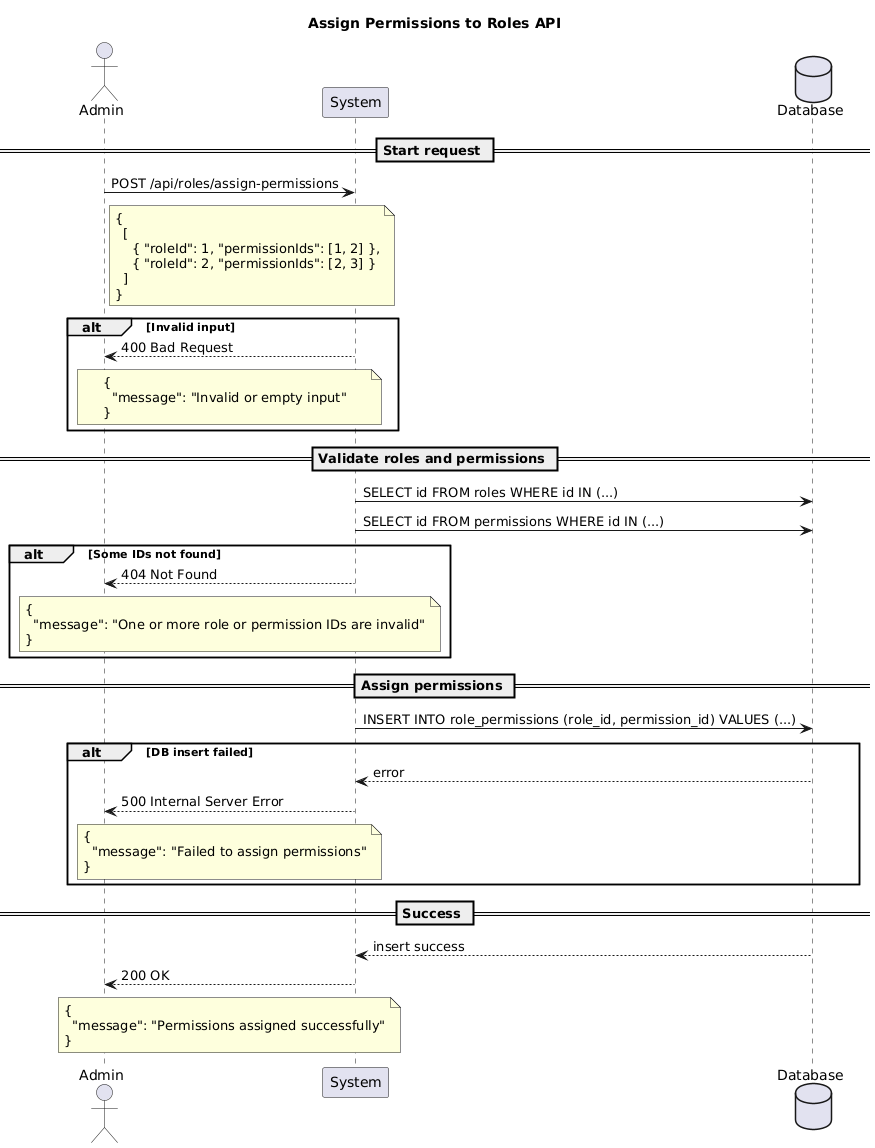 Assign Permissions to Roles API
Admin
System
Database
Start request
POST /api/roles/assign-permissions
{
[
{ "roleId": 1, "permissionIds": [1, 2] },
{ "roleId": 2, "permissionIds": [2, 3] }
]
}
alt [Invalid input]
400 Bad Request
{
"message": "Invalid or empty input"
}
Validate roles and permissions
SELECT id FROM roles WHERE id IN (...)
SELECT id FROM permissions WHERE id IN (...)
alt [Some IDs not found]
404 Not Found
{
"message": "One or more role or permission IDs are invalid"
}
Assign permissions
INSERT INTO role_permissions (role_id, permission_id) VALUES (...)
alt [DB insert failed]
error
500 Internal Server Error
{
"message": "Failed to assign permissions"
}
Success
insert success
200 OK
{
"message": "Permissions assigned successfully"
}
Admin
System
Database